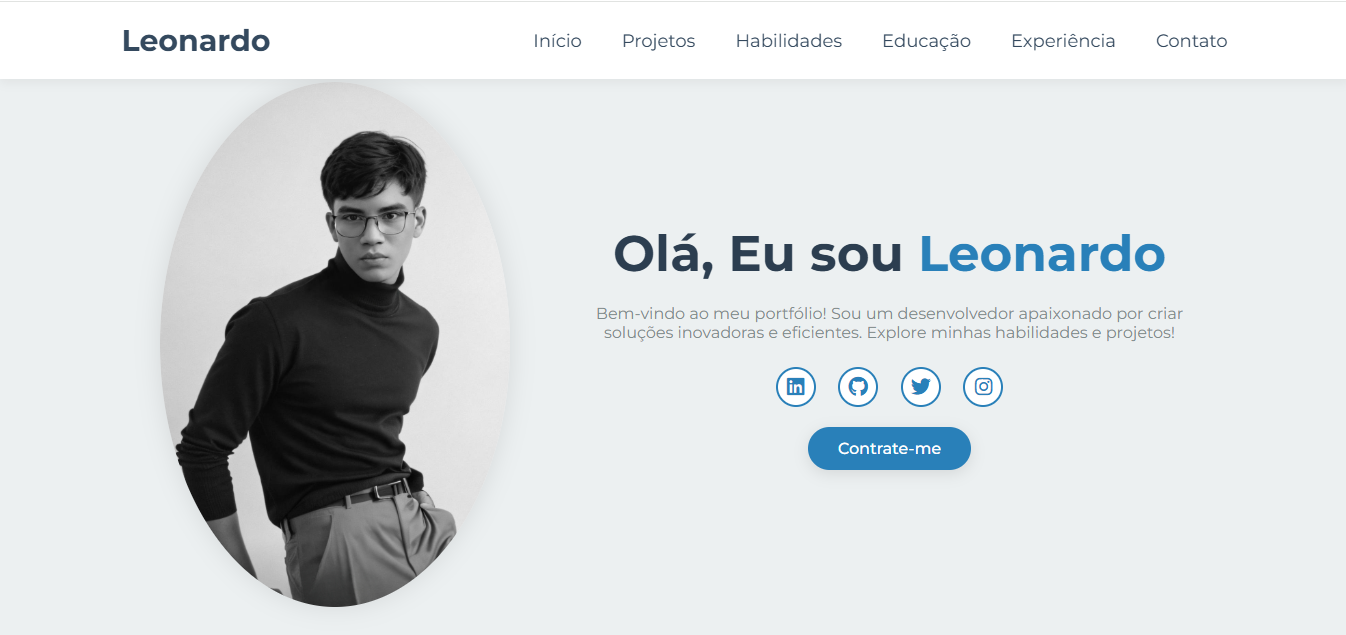 Leonardo
Início Projetos Habilidades Educação Experiência Contato
Olá, Eu sou Leonardo
Bem-vindo ao meu portfólio! Sou um desenvolvedor apaixonado por criar
soluções inovadoras e eficientes. Explore minhas habilidades e projetos!
in
Contrate-me